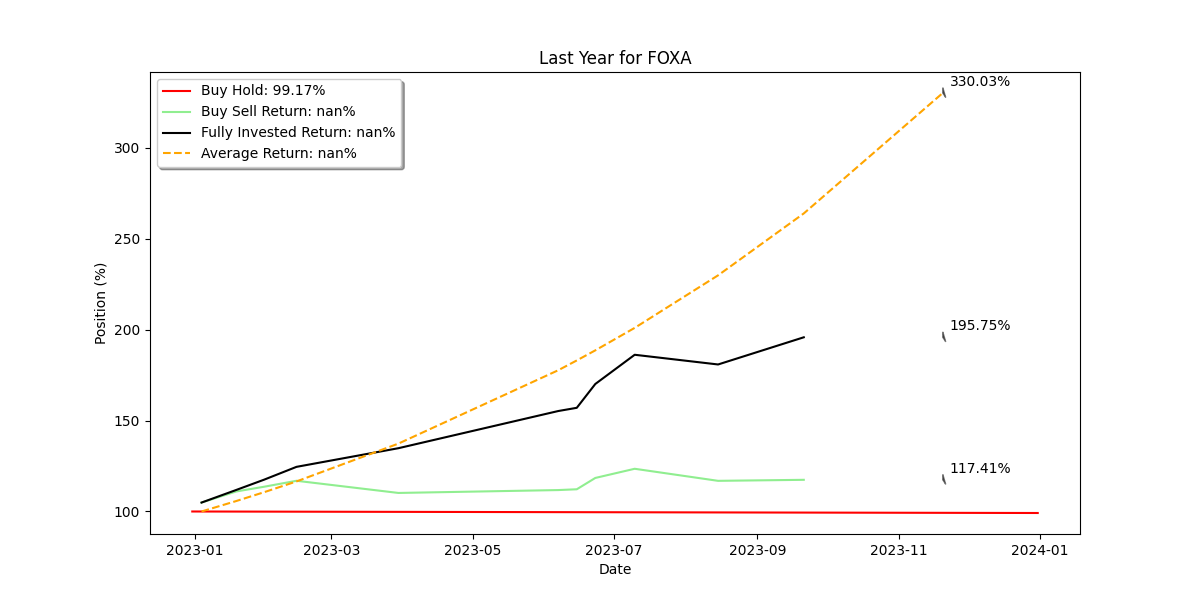 Last Year for FOXA
Buy Hold: 99.17%
Buy Sell Return: nan%
Fully Invested Return: nan%
Average Return: nan%
330.03%
195.75%
117.41%
300
250
200
150
100
Position (%)
2023-01 2023-03 2023-05 2023-07 2023-09 2023-11 2024-01
Date